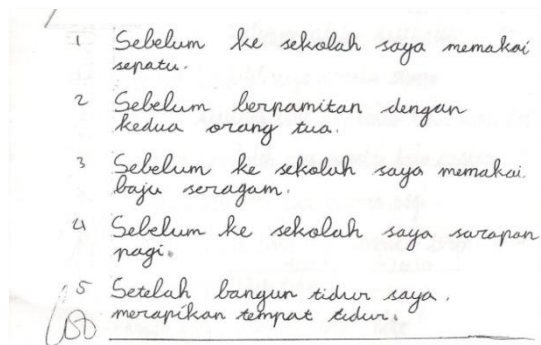 1 Sebelum ke sekolah saya memakai
sepatu.
2 Sebelum berpamitan dengan
kedua orang tua.
3 Sebelum ke sekolah saya memakai
baju seragam.
4 Sebelum ke sekolah saya sarapan
pagi.
5 Setelah bangun tidur saya.
merapikan tempat tidur.